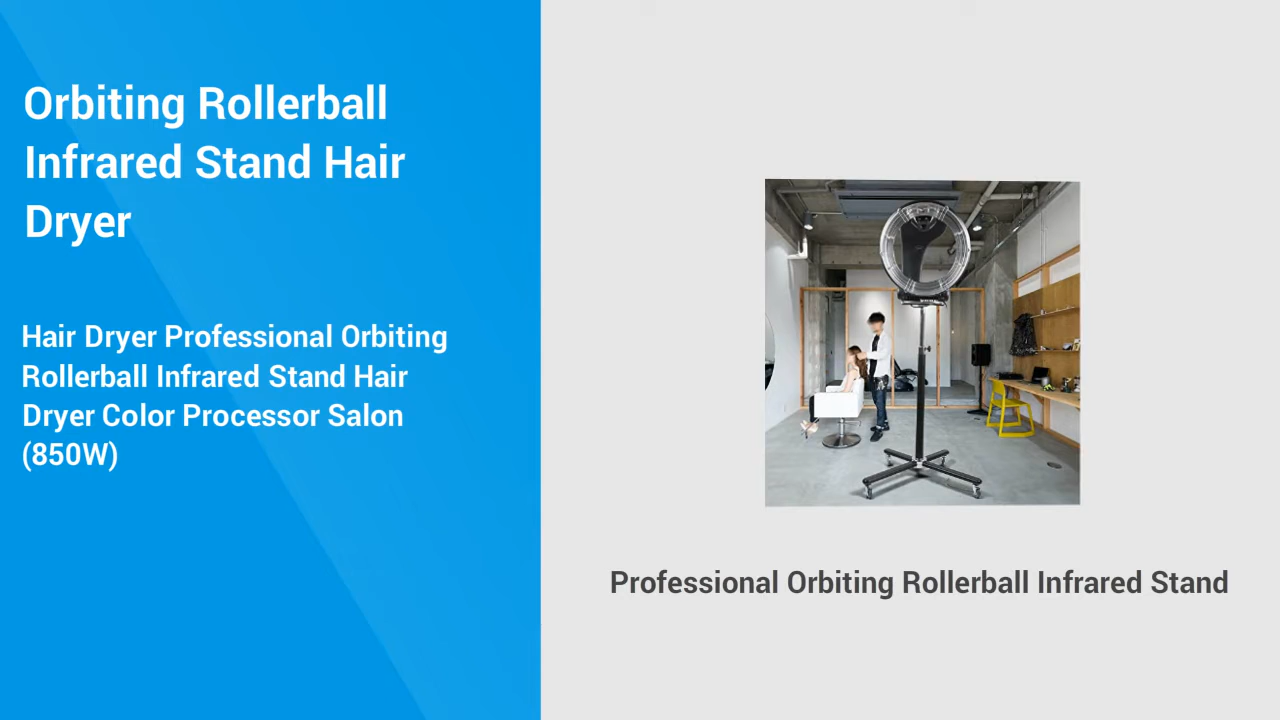 Orbiting Rollerball
Infrared Stand Hair
Dryer
Hair Dryer Professional Orbiting
Rollerball Infrared Stand Hair
Dryer Color Processor Salon
(850W)
Professional Orbiting Rollerball Infrared Stand